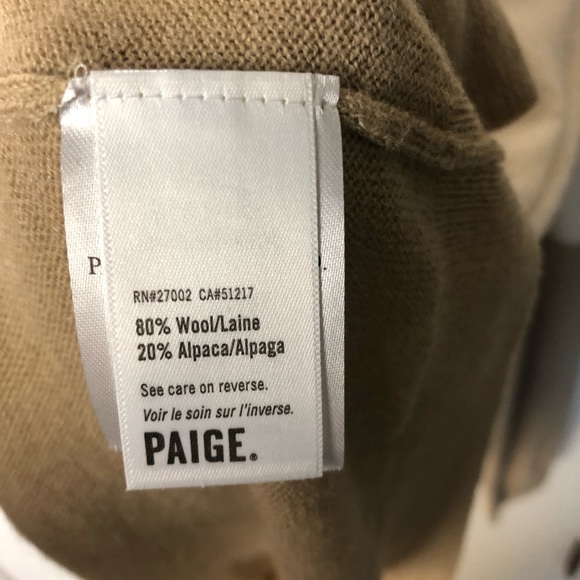 P
RN#27002 CA#51217
80% Wool/Laine
20% Alpaca/Alpaga
See care on reverse.
Voir le soin sur l'inverse.
PAIGE®